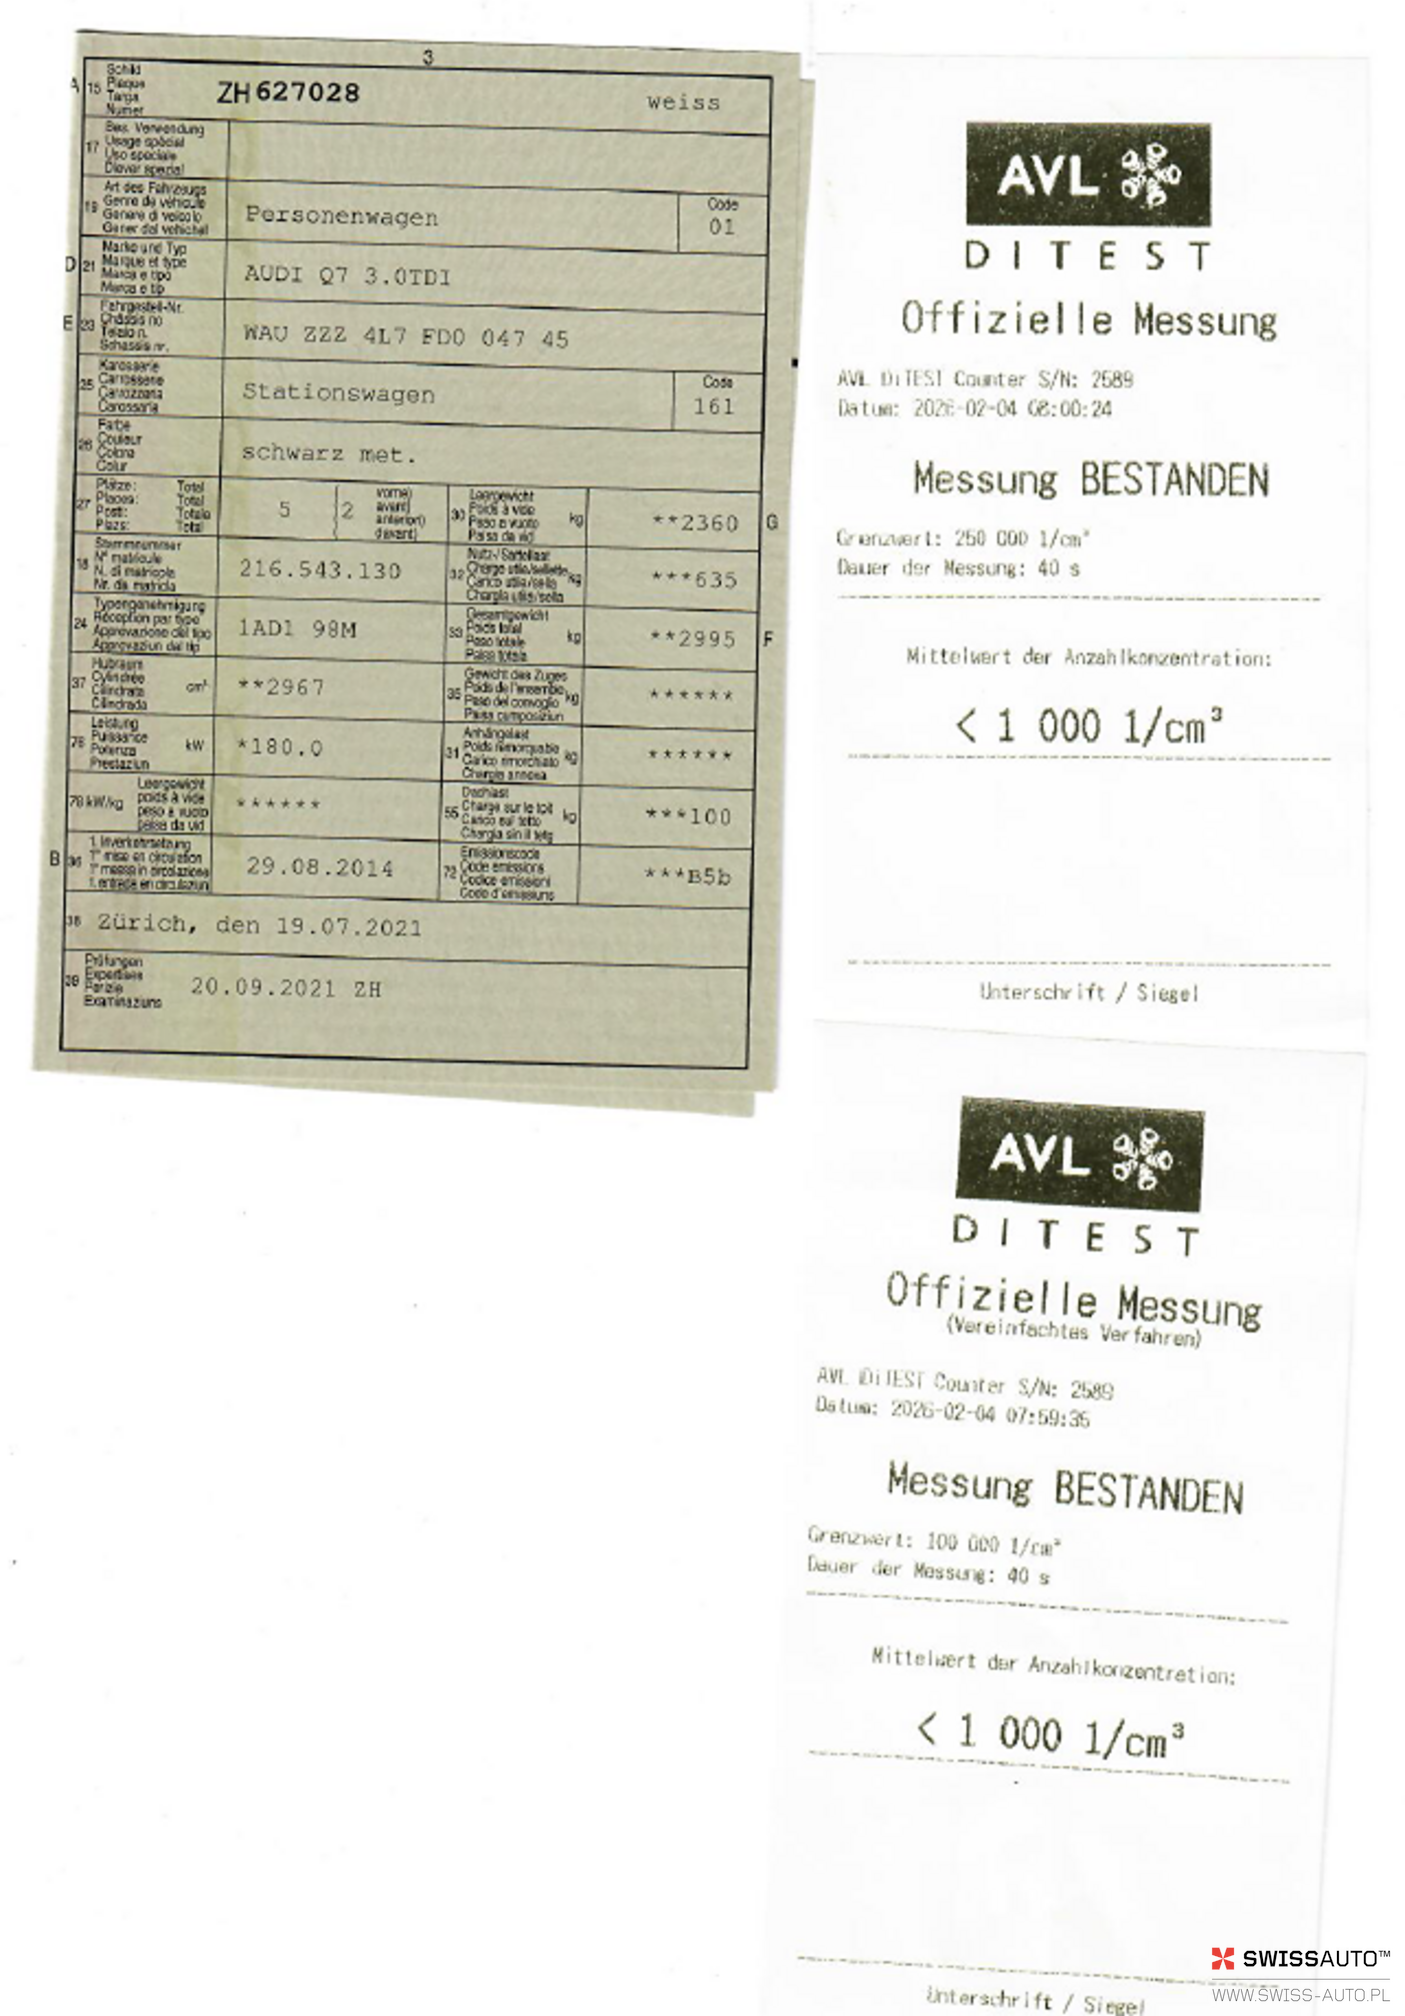 3
A 15 Schild
Plaque
Targa
Numer
ZH 627028 weiss
17 Bes. Verwendung
Usage spécial
Uso speciale
Diever spezial
19 Art des Fahrzeugs
Genre de véhicule
Genere di veicolo
Gener dal vehichel
Personenwagen
Code
01
D 21 Marke und Typ
Marque et type
Marca e tipo
Marca e tip
AUDI Q7 3.0TDI
E 23 Fahrgestell-Nr.
Châssis no
Telaio n.
Schassis nr.
WAU ZZZ 4L7 FD0 047 45
25 Karosserie
Carrosserie
Carrozzeria
Carossaria
Stationswagen
Code
161
26 Farbe
Couleur
Colore
Colur
schwarz met.
27 Plätze: Total
Places: Total
Posti: Totale
Plazs: Total
5 2 vorne)
avant)
anteriori)
davant)
30 Leergewicht
Poids à vide
Peso a vuoto
Paisa da vid
kg
**2360 G
18 Stammnummer
N° matricule
N. di matricola
Nr. da matricla
216.543.130
32 Nutz-/Sattellast
Charge utile/sellette
Carico utile/sella
Chargia utila/sella
kg
***635
24 Typengenehmigung
Réception par type
Approvazione del tipo
Approvaziun dal tip
1AD1 98M
33 Gesamtgewicht
Poids total
Peso totale
Paisa totala
kg
**2995 F
37 Hubraum
Cylindrée
Cilindrata
Cilindrada
cm³
**2967
35 Gewicht des Zuges
Poids de l'ensemble
Peso del convoglio
Paisa cumposiziun
kg
******
76 Leistung
Puissance
Potenza
Prestaziun
kW
*180.0
31 Anhängelast
Poids remorquable
Carico rimorchiato
Chargia annexa
kg
******
78 kW/kg Leergewicht
poids à vide
peso a vuoto
paisa da vid
******
55 Dachlast
Charge sur le toit
Carico sul tetto
Chargia sin il tetg
kg
***100
B 36 1. Inverkehrsetzung
1re mise en circulation
1a messa in circolazione
1. entrada en circulaziun
29.08.2014
72 Emissionscode
Code émissions
Codice emissioni
Code d'emissiuns
***B5b
38 Zürich, den 19.07.2021
39 Prüfungen
Expertises
Perizie
Examinaziuns
20.09.2021 ZH
AVL
DITEST
Offizielle Messung
AVL DiTEST Counter S/N: 2589
Datum: 2026-02-04 08:00:24
Messung BESTANDEN
Grenzwert: 250 000 1/cm³
Dauer der Messung: 40 s
Mittelwert der Anzahlkonzentration:
< 1 000 1/cm³
Unterschrift / Siegel
AVL
DITEST
Offizielle Messung
(Vereinfachtes Verfahren)
AVL DiTEST Counter S/N: 2589
Datum: 2026-02-04 07:59:35
Messung BESTANDEN
Grenzwert: 100 000 1/cm³
Dauer der Messung: 40 s
Mittelwert der Anzahlkonzentration:
< 1 000 1/cm³
Unterschrift / Siegel
SWISSAUTO™
WWW.SWISS-AUTO.PL